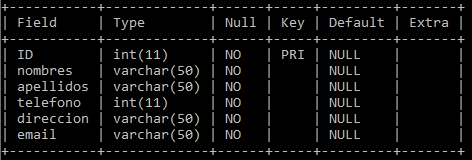 +-----------+-------------+------+-----+---------+-------+
| Field     | Type        | Null | Key | Default | Extra |
+-----------+-------------+------+-----+---------+-------+
| ID        | int(11)     | NO   | PRI | NULL    |       |
| nombres   | varchar(50) | NO   |     | NULL    |       |
| apellidos | varchar(50) | NO   |     | NULL    |       |
| telefono  | int(11)     | NO   |     | NULL    |       |
| direccion | varchar(50) | NO   |     | NULL    |       |
| email     | varchar(50) | NO   |     | NULL    |       |
+-----------+-------------+------+-----+---------+-------+